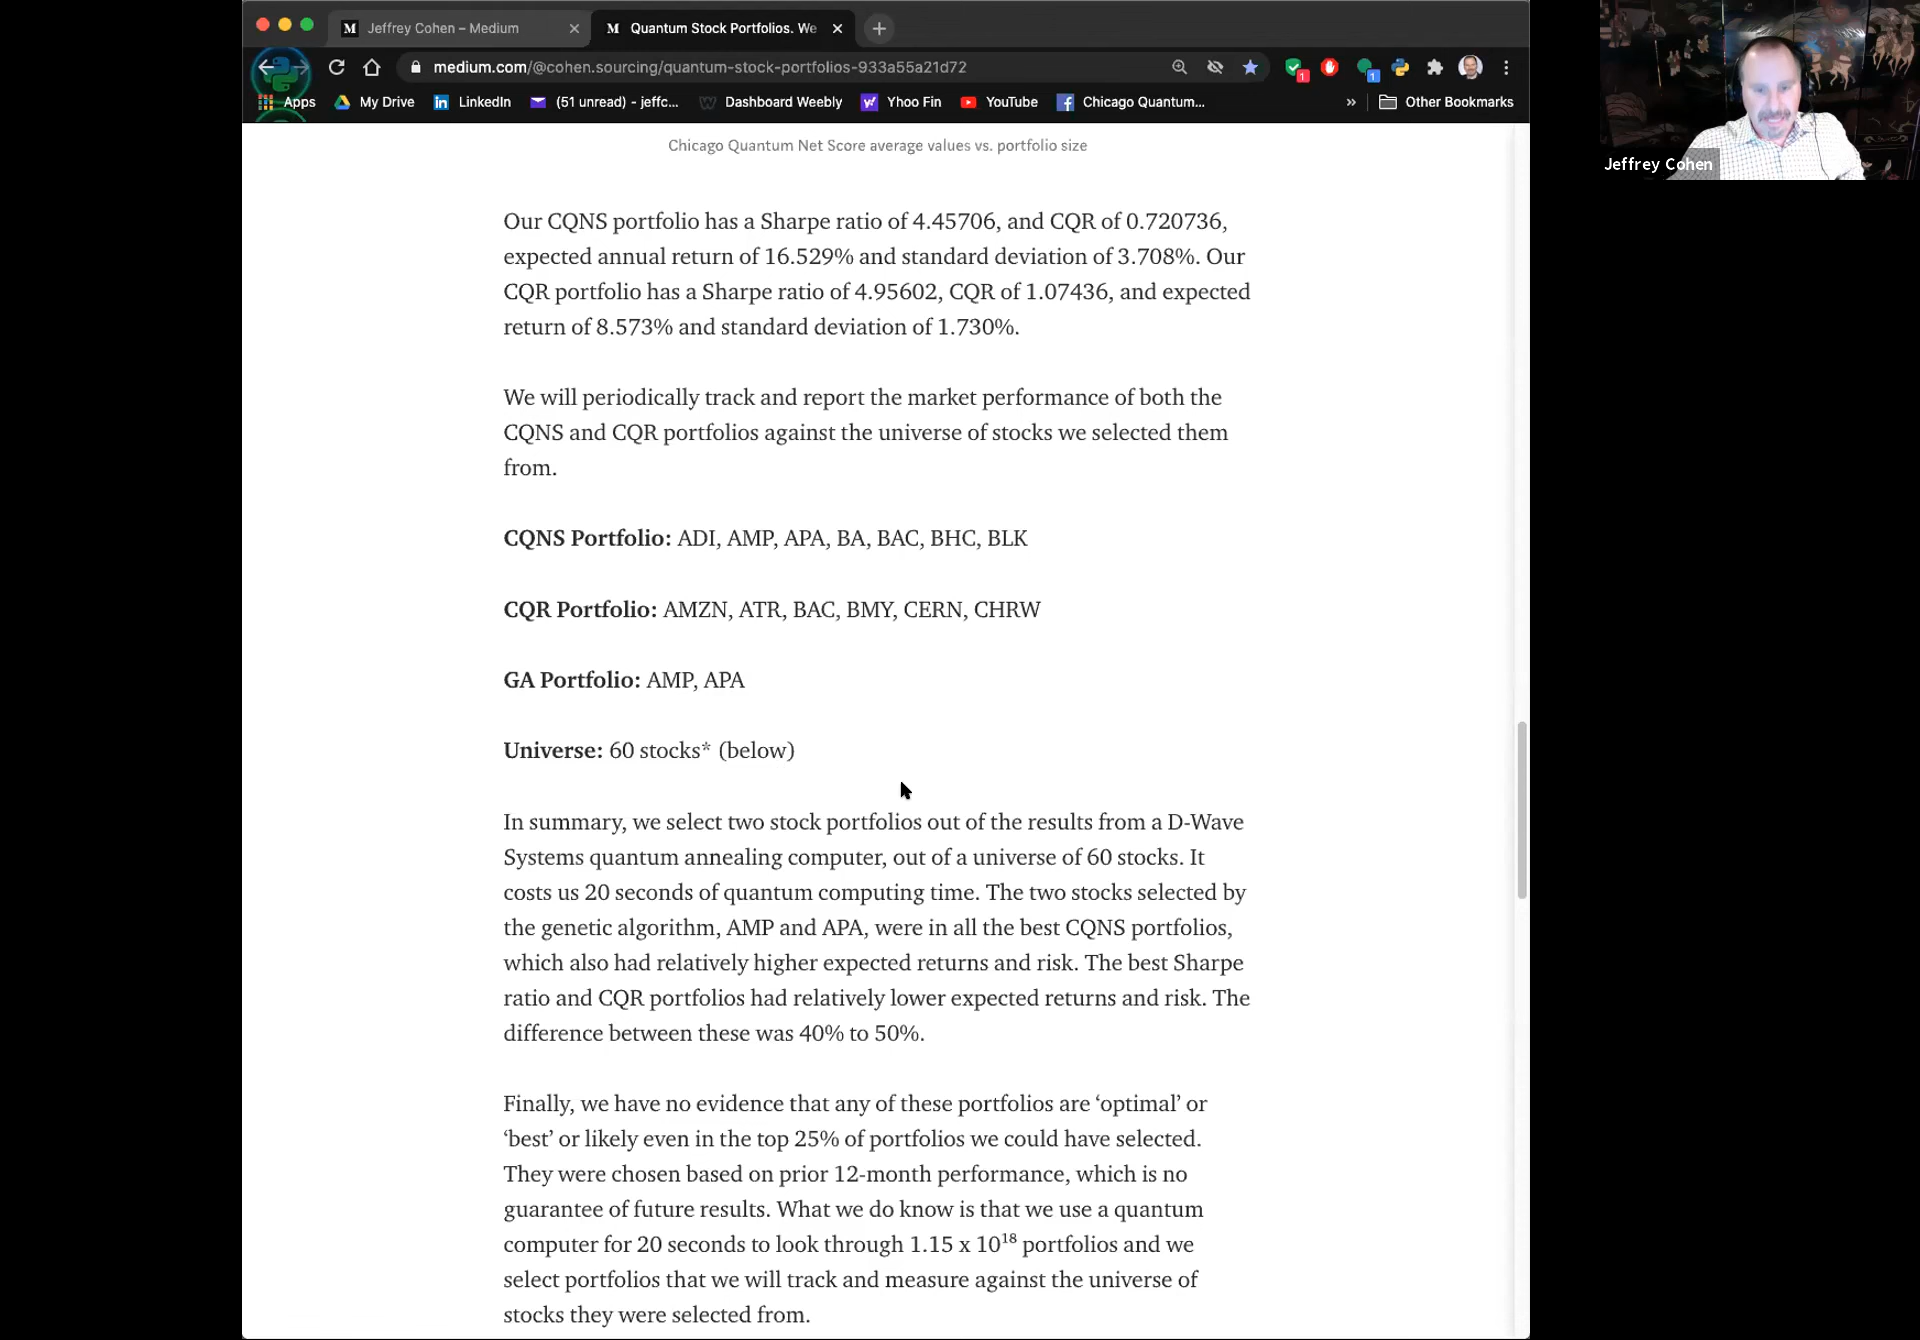 Jeffrey Cohen – Medium
Quantum Stock Portfolios. We
medium.com/@cohen.sourcing/quantum-stock-portfolios-933a55a21d72
1
1
Apps
My Drive
LinkedIn
(51 unread) - jeffc...
Dashboard Weebly
Yhoo Fin
YouTube
Chicago Quantum...
»
Other Bookmarks
Jeffrey Cohen
Chicago Quantum Net Score average values vs. portfolio size
Our CQNS portfolio has a Sharpe ratio of 4.45706, and CQR of 0.720736,
expected annual return of 16.529% and standard deviation of 3.708%. Our
CQR portfolio has a Sharpe ratio of 4.95602, CQR of 1.07436, and expected
return of 8.573% and standard deviation of 1.730%.
We will periodically track and report the market performance of both the
CQNS and CQR portfolios against the universe of stocks we selected them
from.
CQNS Portfolio: ADI, AMP, APA, BA, BAC, BHC, BLK
CQR Portfolio: AMZN, ATR, BAC, BMY, CERN, CHRW
GA Portfolio: AMP, APA
Universe: 60 stocks* (below)
In summary, we select two stock portfolios out of the results from a D-Wave
Systems quantum annealing computer, out of a universe of 60 stocks. It
costs us 20 seconds of quantum computing time. The two stocks selected by
the genetic algorithm, AMP and APA, were in all the best CQNS portfolios,
which also had relatively higher expected returns and risk. The best Sharpe
ratio and CQR portfolios had relatively lower expected returns and risk. The
difference between these was 40% to 50%.
Finally, we have no evidence that any of these portfolios are ‘optimal’ or
‘best’ or likely even in the top 25% of portfolios we could have selected.
They were chosen based on prior 12-month performance, which is no
guarantee of future results. What we do know is that we use a quantum
computer for 20 seconds to look through 1.15 x 10¹⁸ portfolios and we
select portfolios that we will track and measure against the universe of
stocks they were selected from.